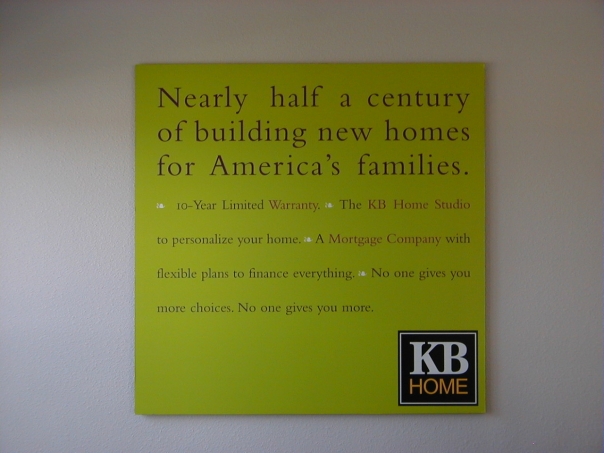 Nearly half a century
of building new homes
for America's families.
❧ 10-Year Limited Warranty. ❧ The KB Home Studio
to personalize your home. ❧ A Mortgage Company with
flexible plans to finance everything. ❧ No one gives you
more choices. No one gives you more.
KB
HOME